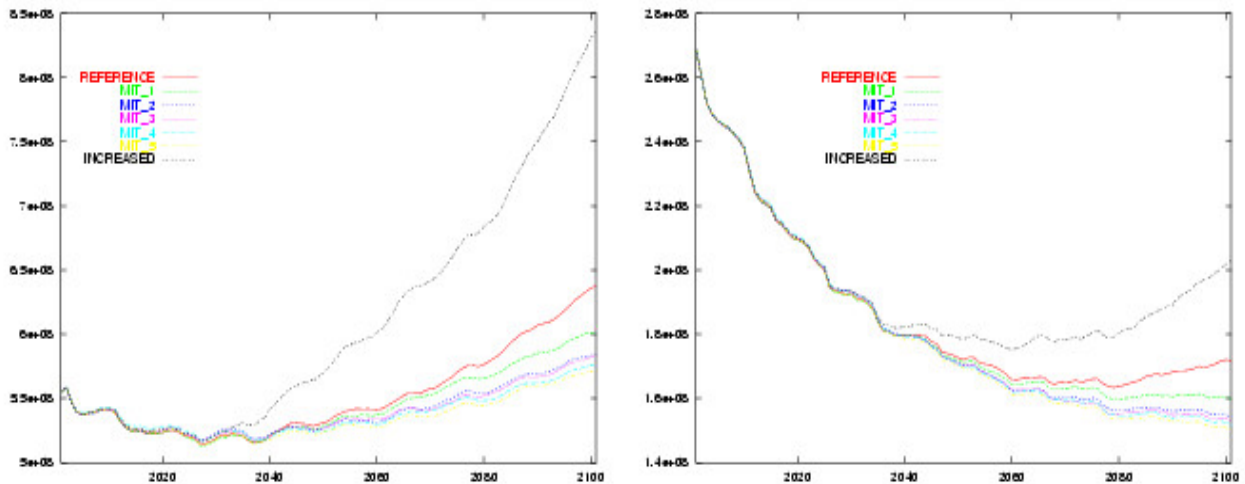 8.5e+08
8e+08
7.5e+08
7e+08
6.5e+08
6e+08
5.5e+08
5e+08
REFERENCE
MIT_1
MIT_2
MIT_3
MIT_4
MIT_5
INCREASED
2020
2040
2060
2080
2100
2.8e+08
2.6e+08
2.4e+08
2.2e+08
2e+08
1.8e+08
1.6e+08
1.4e+08
REFERENCE
MIT_1
MIT_2
MIT_3
MIT_4
MIT_5
INCREASED
2020
2040
2060
2080
2100